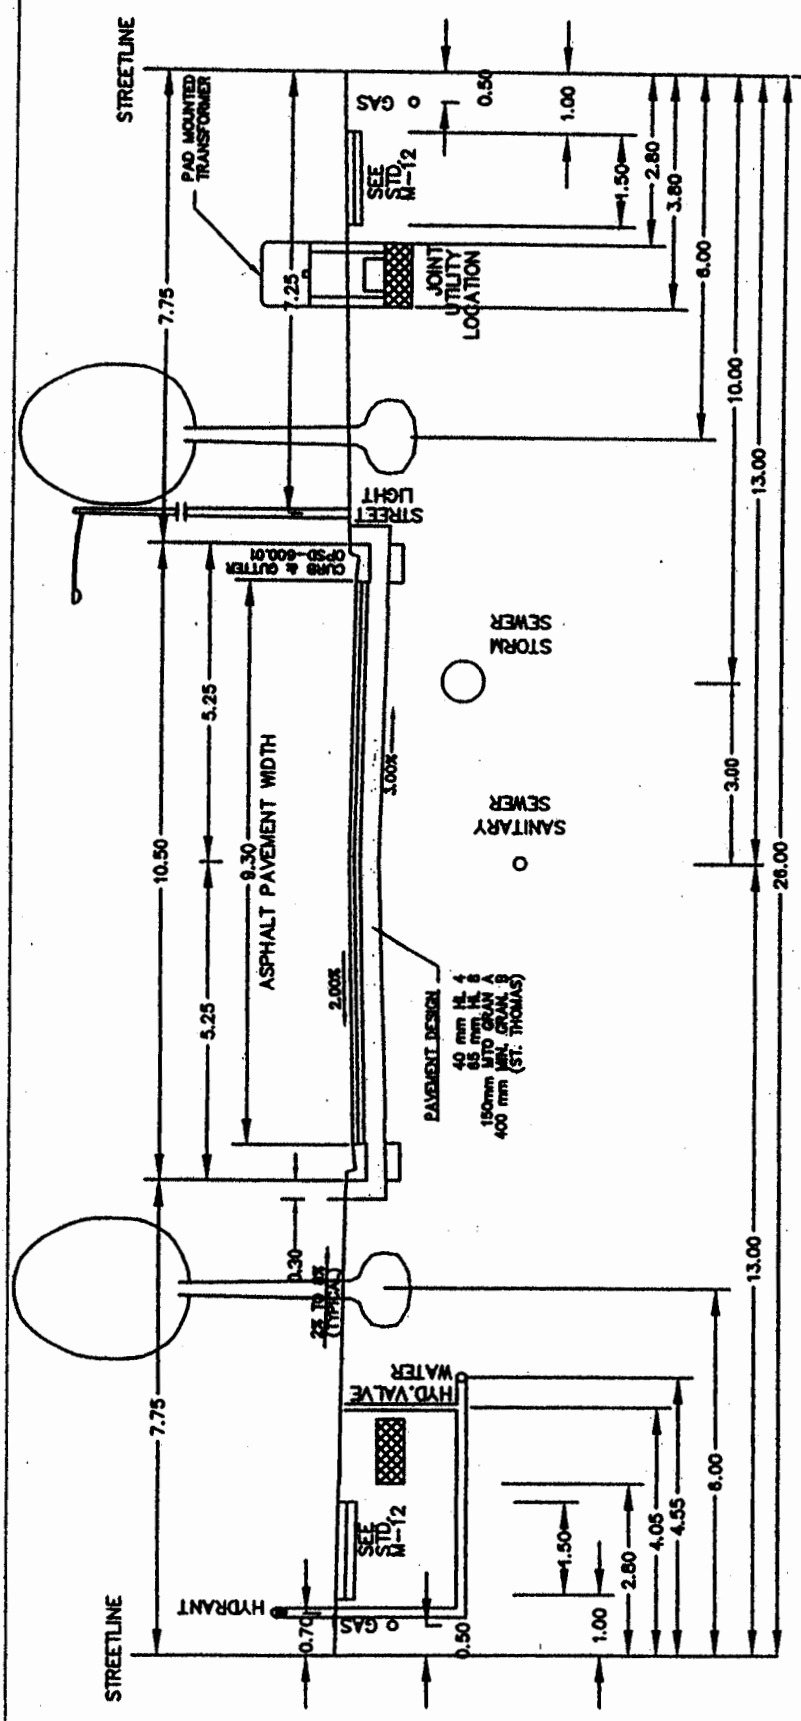 STREETLINE
STREETLINE
7.75
10.50
7.75
PAD MOUNTED
TRANSFORMER
5.25
5.25
7.25
9.30
ASPHALT PAVEMENT WIDTH
CURB & GUTTER
OPSD-600.01
STREET
LIGHT
HYDRANT
0.70
0.30
(TYPICAL)
2.00%
3.00%
GAS
0.50
SEE
STD.
M-12
HYD.VALVE
WATER
PAVEMENT DESIGN
40 mm HL 4
150mm MTO GRAN A
400 mm MIN. GRAN. B
(ST. THOMAS)
SANITARY
SEWER
STORM
SEWER
JOINT
UTILITY
LOCATION
SEE
STD.
M-12
GAS
0.50
1.00
1.00
1.50
2.80
4.05
4.55
6.00
1.50
2.80
3.80
6.00
3.00
10.00
13.00
13.00
26.00